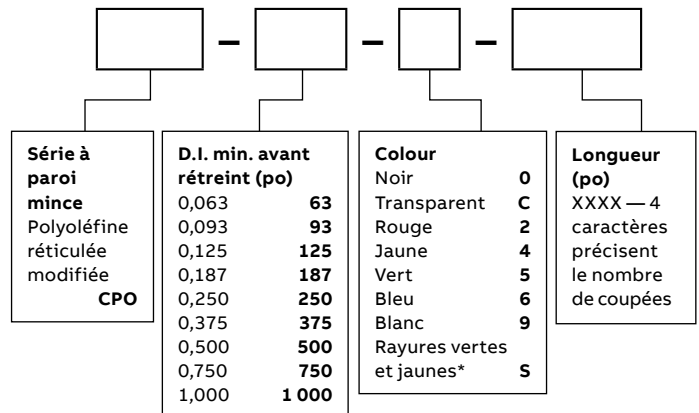 – – –
Série à
paroi
mince
Polyoléfine
réticulée
modifiée
CPO
D.I. min. avant
rétreint (po)
0,063 63
0,093 93
0,125 125
0,187 187
0,250 250
0,375 375
0,500 500
0,750 750
1,000 1 000
Colour
Noir 0
Transparent C
Rouge 2
Jaune 4
Vert 5
Bleu 6
Blanc 9
Rayures vertes
et jaunes* S
Longueur
(po)
XXXX — 4
caractères
précisent
le nombre
de coupées